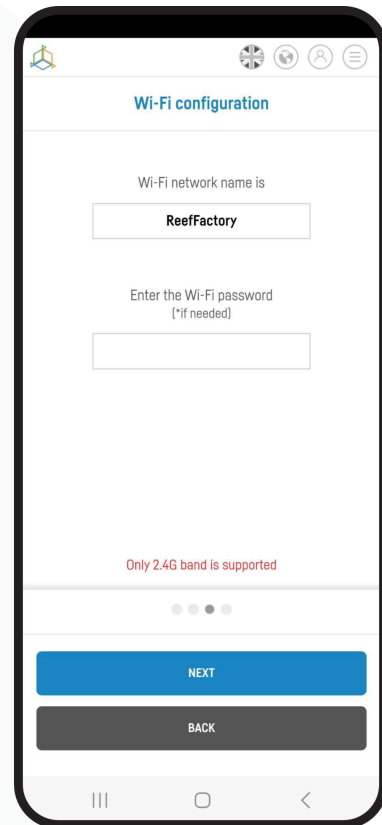 Wi-Fi configuration
Wi-Fi network name is
ReefFactory
Enter the Wi-Fi password
(*if needed)
Only 2.4G band is supported
NEXT
BACK